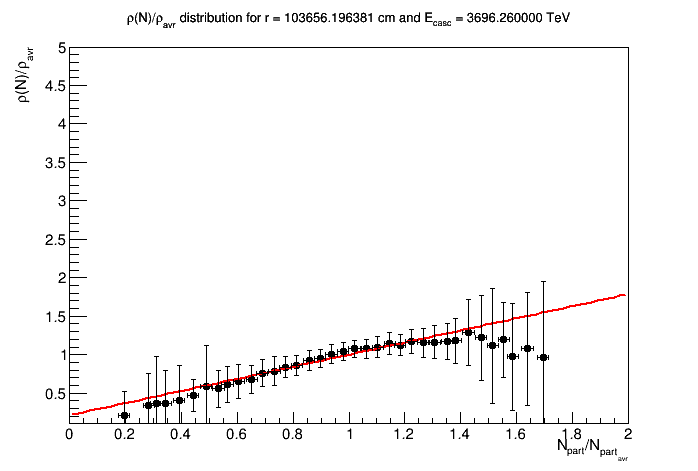 ρ(N)/ρavr distribution for r = 103656.196381 cm and Ecasc = 3696.260000 TeV
ρ(N)/ρavr
5
4.5
4
3.5
3
2.5
2
1.5
1
0.5
0 0.2 0.4 0.6 0.8 1 1.2 1.4 1.6 1.8 2
Npart/Npartavr